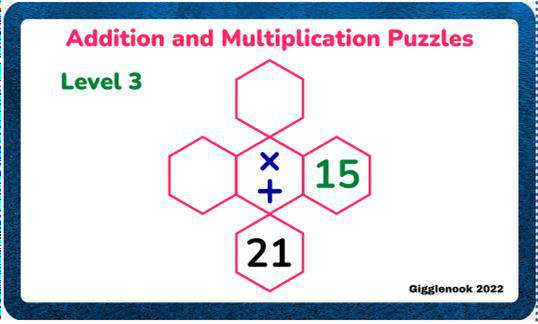 Addition and Multiplication Puzzles
Level 3
×
15
+
21
Gigglenook 2022